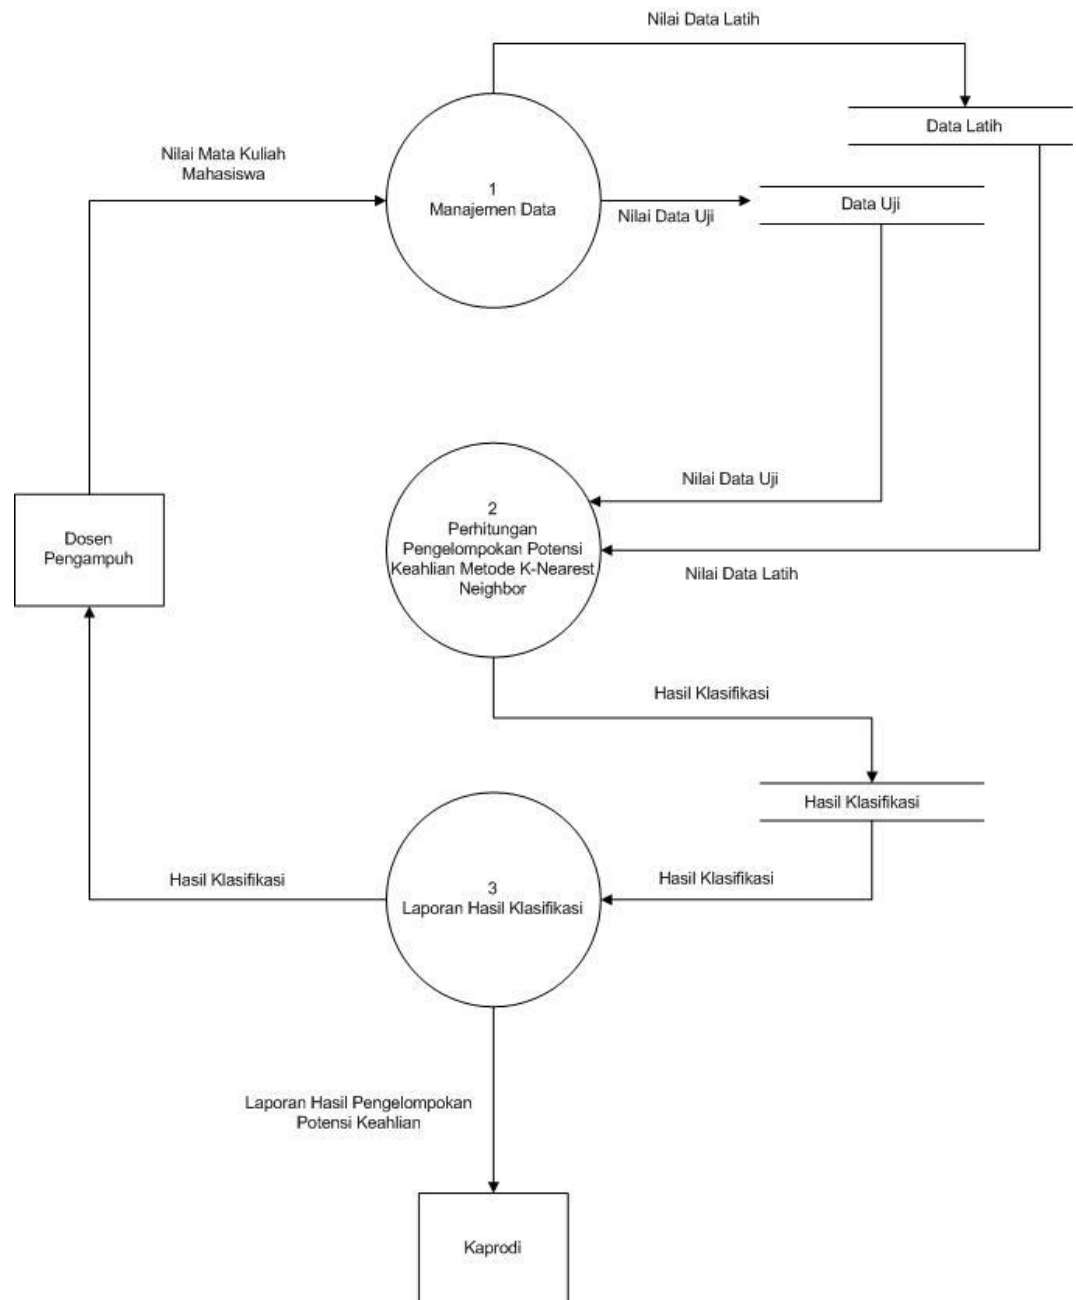 Nilai Data Latih
Data Latih
Nilai Mata Kuliah
Mahasiswa
1
Manajemen Data
Nilai Data Uji
Data Uji
Nilai Data Uji
2
Perhitungan
Pengelompokan Potensi
Keahlian Metode K-Nearest
Neighbor
Dosen
Pengampuh
Nilai Data Latih
Hasil Klasifikasi
Hasil Klasifikasi
Hasil Klasifikasi
Hasil Klasifikasi
3
Laporan Hasil Klasifikasi
Laporan Hasil Pengelompokan
Potensi Keahlian
Kaprodi